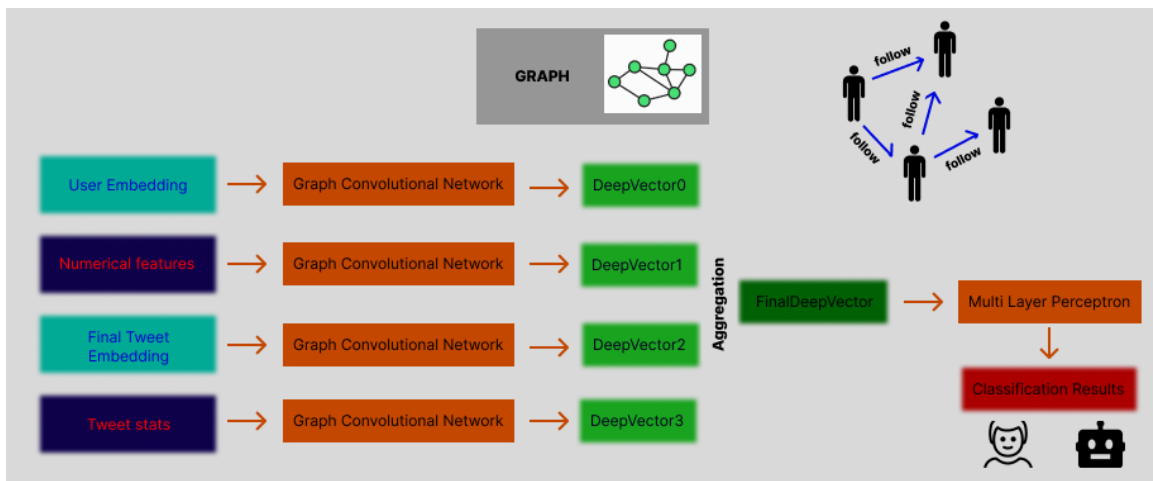 GRAPH
follow
follow
follow
follow
User Embedding
Graph Convolutional Network
DeepVector0
Numerical features
Graph Convolutional Network
DeepVector1
Final Tweet
Embedding
Graph Convolutional Network
DeepVector2
Tweet stats
Graph Convolutional Network
DeepVector3
Aggregation
FinalDeepVector
Multi Layer Perceptron
Classification Results